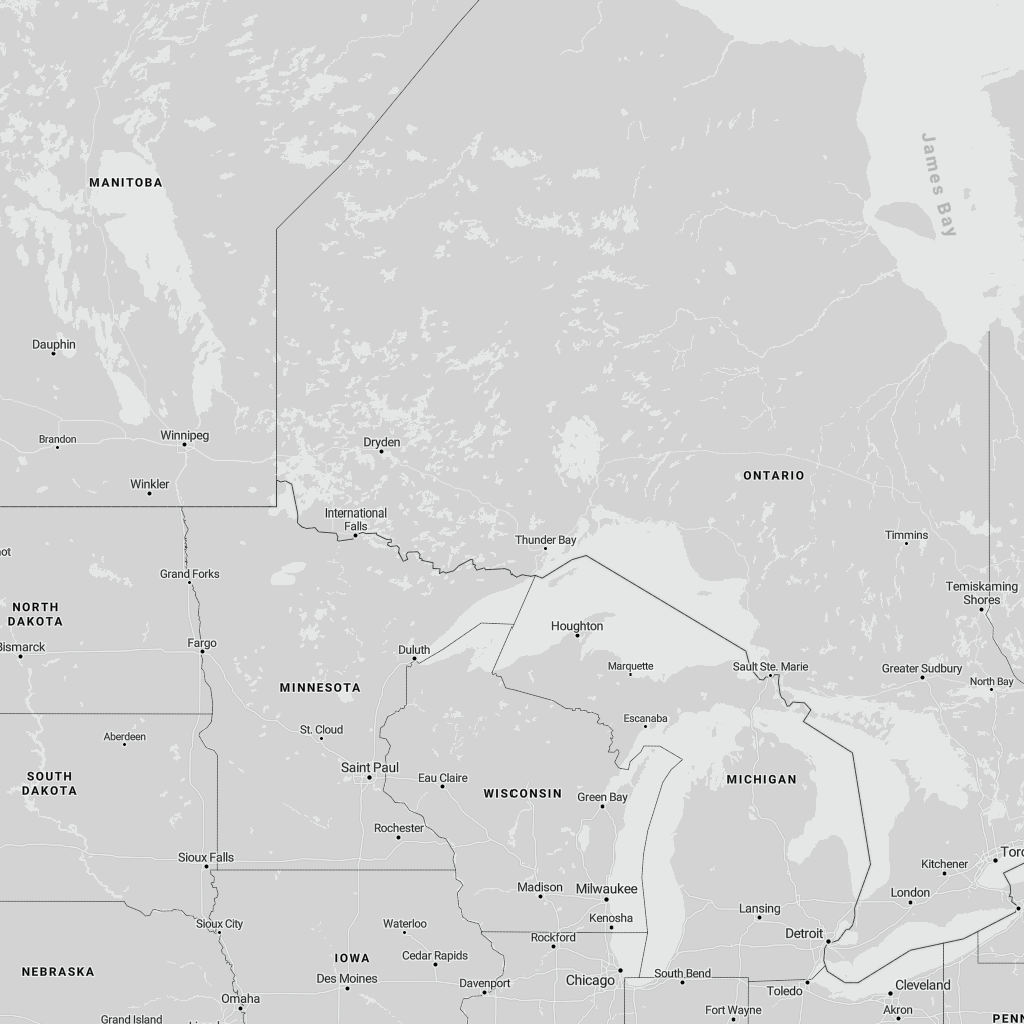 James Bay
MANITOBA
Dauphin
Brandon
Winnipeg
Dryden
Winkler
ONTARIO
International
Falls
Thunder Bay
Timmins
Grand Forks
Temiskaming
Shores
NORTH
DAKOTA
Houghton
Bismarck
Fargo
Duluth
Marquette
Sault Ste. Marie
Greater Sudbury
North Bay
MINNESOTA
Escanaba
St. Cloud
Aberdeen
Saint Paul
SOUTH
DAKOTA
Eau Claire
WISCONSIN
Green Bay
MICHIGAN
Rochester
Sioux Falls
Kitchener
Madison
Milwaukee
London
Lansing
Sioux City
Waterloo
Kenosha
Detroit
Rockford
IOWA
Cedar Rapids
NEBRASKA
Des Moines
Davenport
Chicago
South Bend
Toledo
Cleveland
Omaha
Fort Wayne
Akron
Grand Island